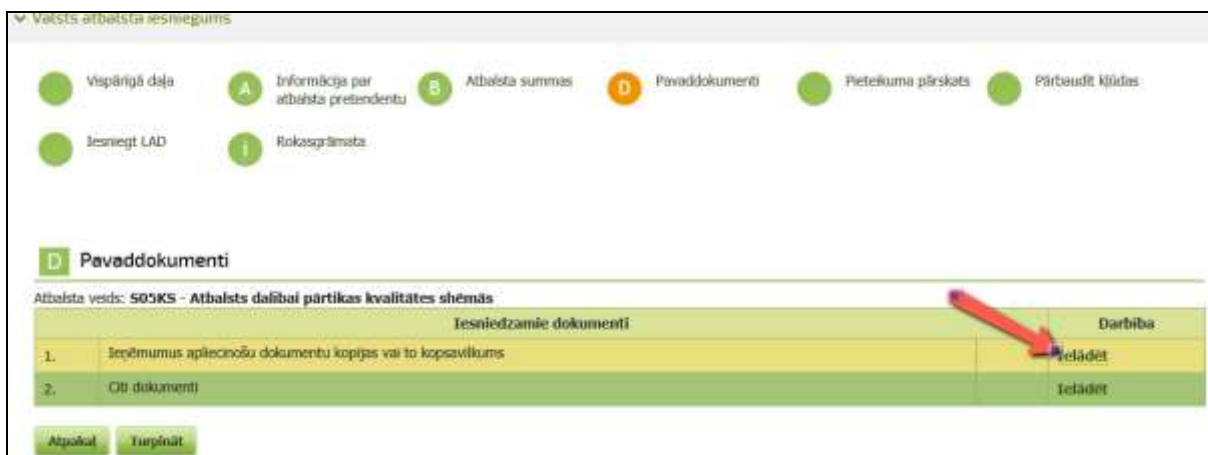 Valsts atbalsta iesniegums
Vispārīgā daļa
A Informācija par atbalsta pretendentu
B Atbalsta summas
D Pavaddokumenti
Pieteikuma pārskats
Pārbaudīt kļūdas
Iesniegt LAD
i Rokasgrāmata
D Pavaddokumenti
Atbalsta veids: S05KS - Atbalsts dalībai pārtikas kvalitātes shēmās
Iesniedzamie dokumenti Darbība
1. Ieņēmumus apliecinošu dokumentu kopijas vai to kopsavilkums Ielādēt
2. Citi dokumenti Ielādēt
Atpakaļ Turpināt